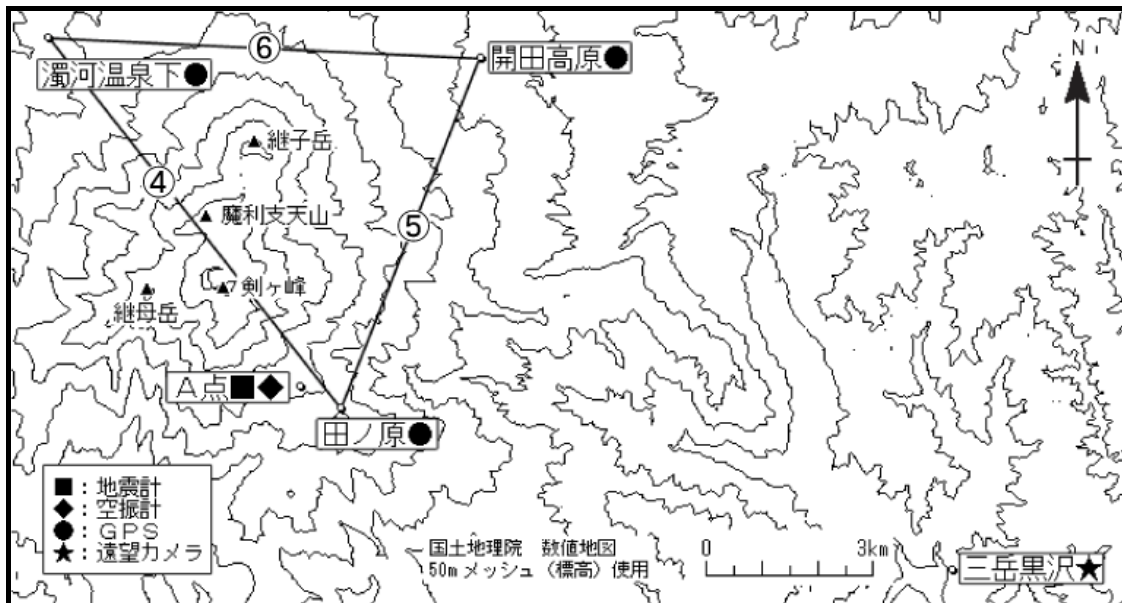 ⑥
開田高原●
N
濁河温泉下●
▲継子岳
④
▲魔利支天山
⑤
▲剣ヶ峰
▲
継母岳
A点■◆
田ノ原●
■:地震計
◆:空振計
●:GPS
★:遠望カメラ
国土地理院 数値地図
50mメッシュ(標高)使用
0 3km
三岳黒沢★